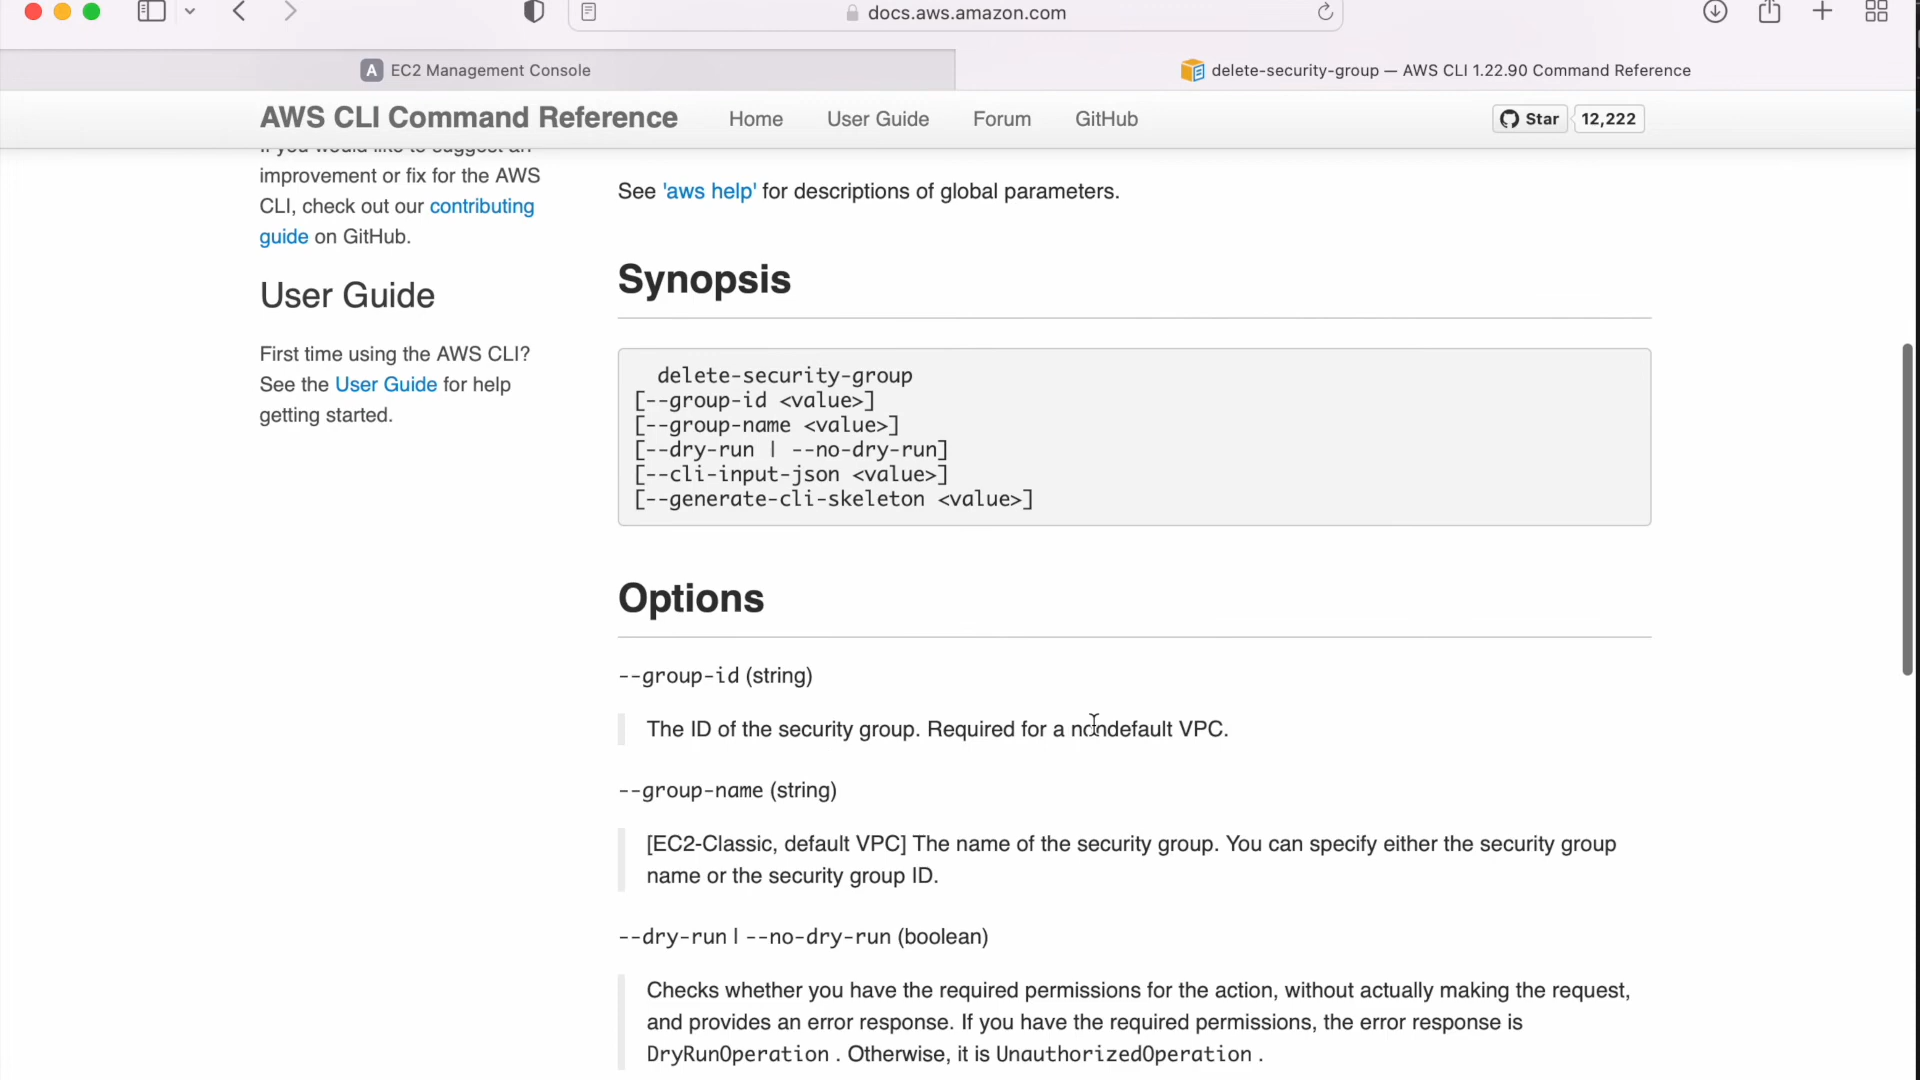 docs.aws.amazon.com
A EC2 Management Console
delete-security-group — AWS CLI 1.22.90 Command Reference
AWS CLI Command Reference
Home
User Guide
Forum
GitHub
Star
12,222
If you would like to suggest an
improvement or fix for the AWS
CLI, check out our contributing
guide on GitHub.
User Guide
First time using the AWS CLI?
See the User Guide for help
getting started.
See 'aws help' for descriptions of global parameters.
Synopsis
delete-security-group
[--group-id <value>]
[--group-name <value>]
[--dry-run | --no-dry-run]
[--cli-input-json <value>]
[--generate-cli-skeleton <value>]
Options
--group-id (string)
The ID of the security group. Required for a nondefault VPC.
--group-name (string)
[EC2-Classic, default VPC] The name of the security group. You can specify either the security group
name or the security group ID.
--dry-run | --no-dry-run (boolean)
Checks whether you have the required permissions for the action, without actually making the request,
and provides an error response. If you have the required permissions, the error response is
DryRunOperation . Otherwise, it is UnauthorizedOperation .